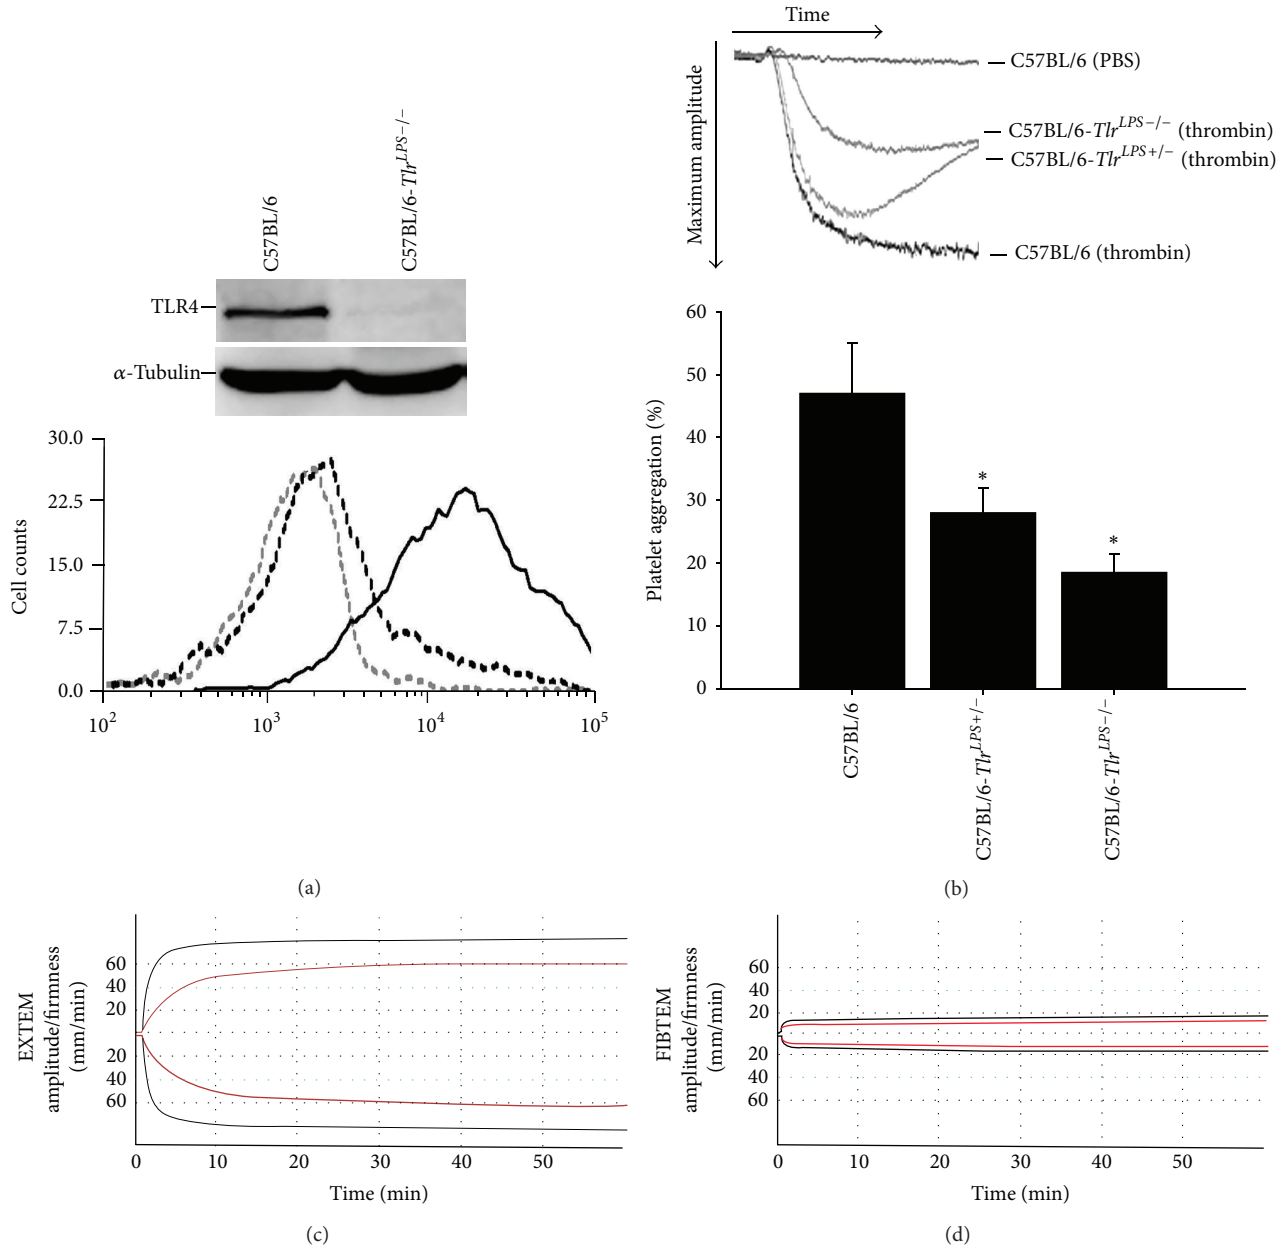 C57BL/6
C57BL/6-Tlr^LPS−/−
TLR4
α-Tubulin
30.0
22.5
15.0
7.5
0.0
Cell counts
10^2
10^3
10^4
10^5
(a)
Time
Maximum amplitude
C57BL/6 (PBS)
C57BL/6-Tlr^LPS−/− (thrombin)
C57BL/6-Tlr^LPS+/− (thrombin)
C57BL/6 (thrombin)
60
50
40
30
20
10
0
Platelet aggregation (%)
*
*
C57BL/6
C57BL/6-Tlr^LPS+/−
C57BL/6-Tlr^LPS−/−
(b)
EXTEM
amplitude/firmness
(mm/min)
60
40
20
0
20
40
60
0
10
20
30
40
50
Time (min)
(c)
FIBTEM
amplitude/firmness
(mm/min)
60
40
20
0
20
40
60
0
10
20
30
40
50
Time (min)
(d)